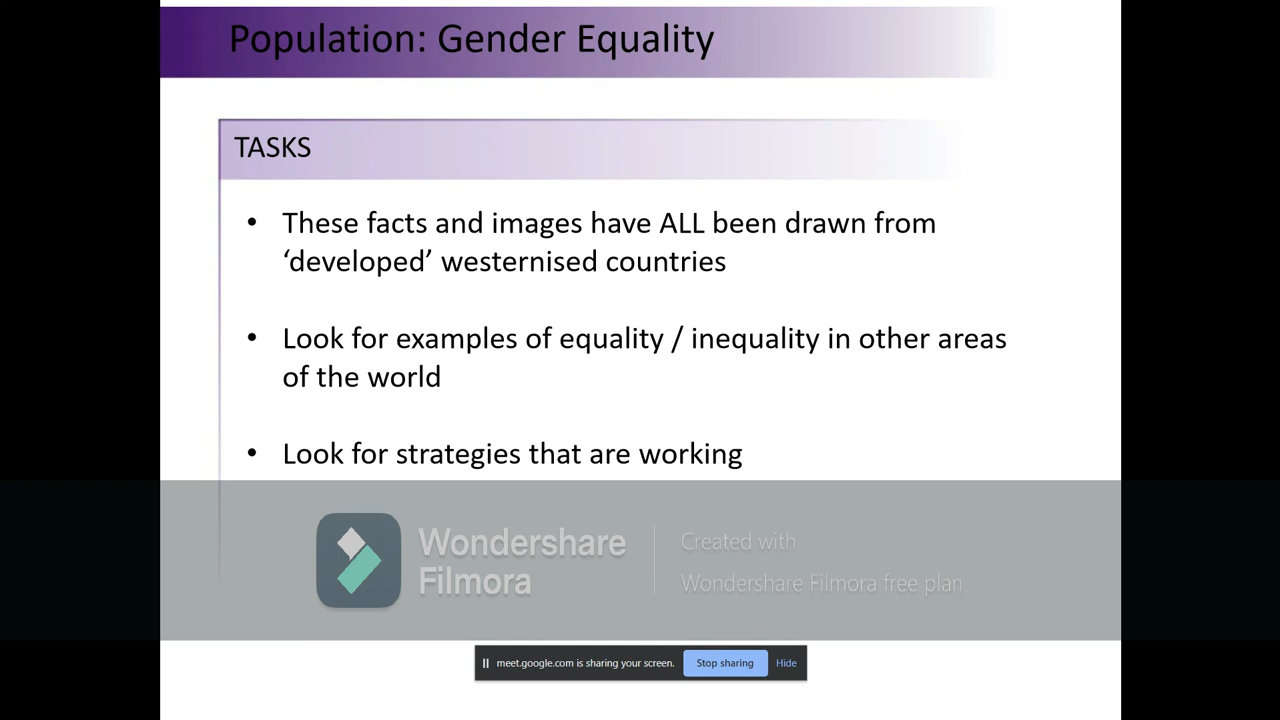 Population: Gender Equality
TASKS
• These facts and images have ALL been drawn from
‘developed’ westernised countries
• Look for examples of equality / inequality in other areas
of the world
• Look for strategies that are working
Wondershare
Filmora
Created with
Wondershare Filmora free plan
meet.google.com is sharing your screen. Stop sharing Hide